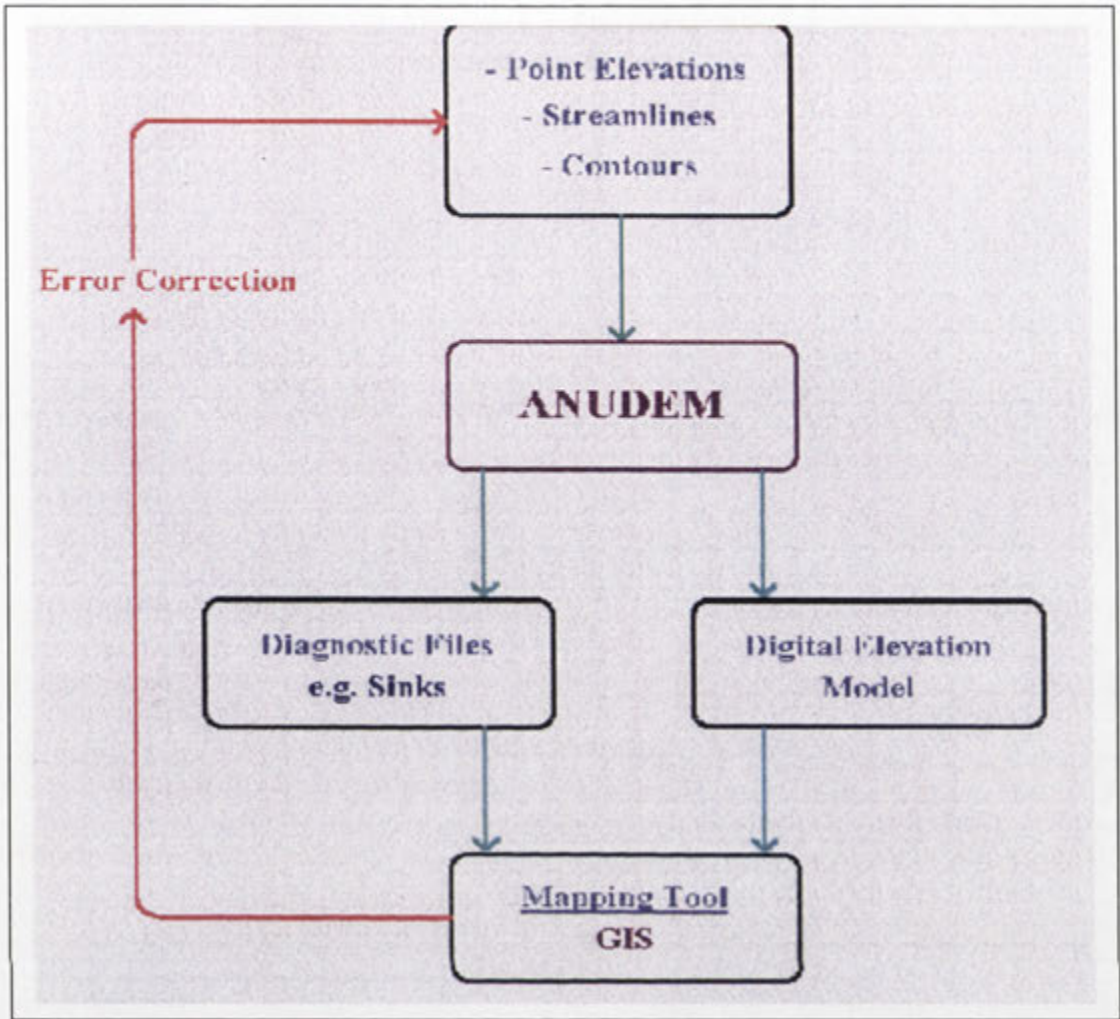 - Point Elevations
- Streamlines
- Contours
Error Correction
ANUDEM
Diagnostic Files
e.g. Sinks
Digital Elevation
Model
Mapping Tool
GIS